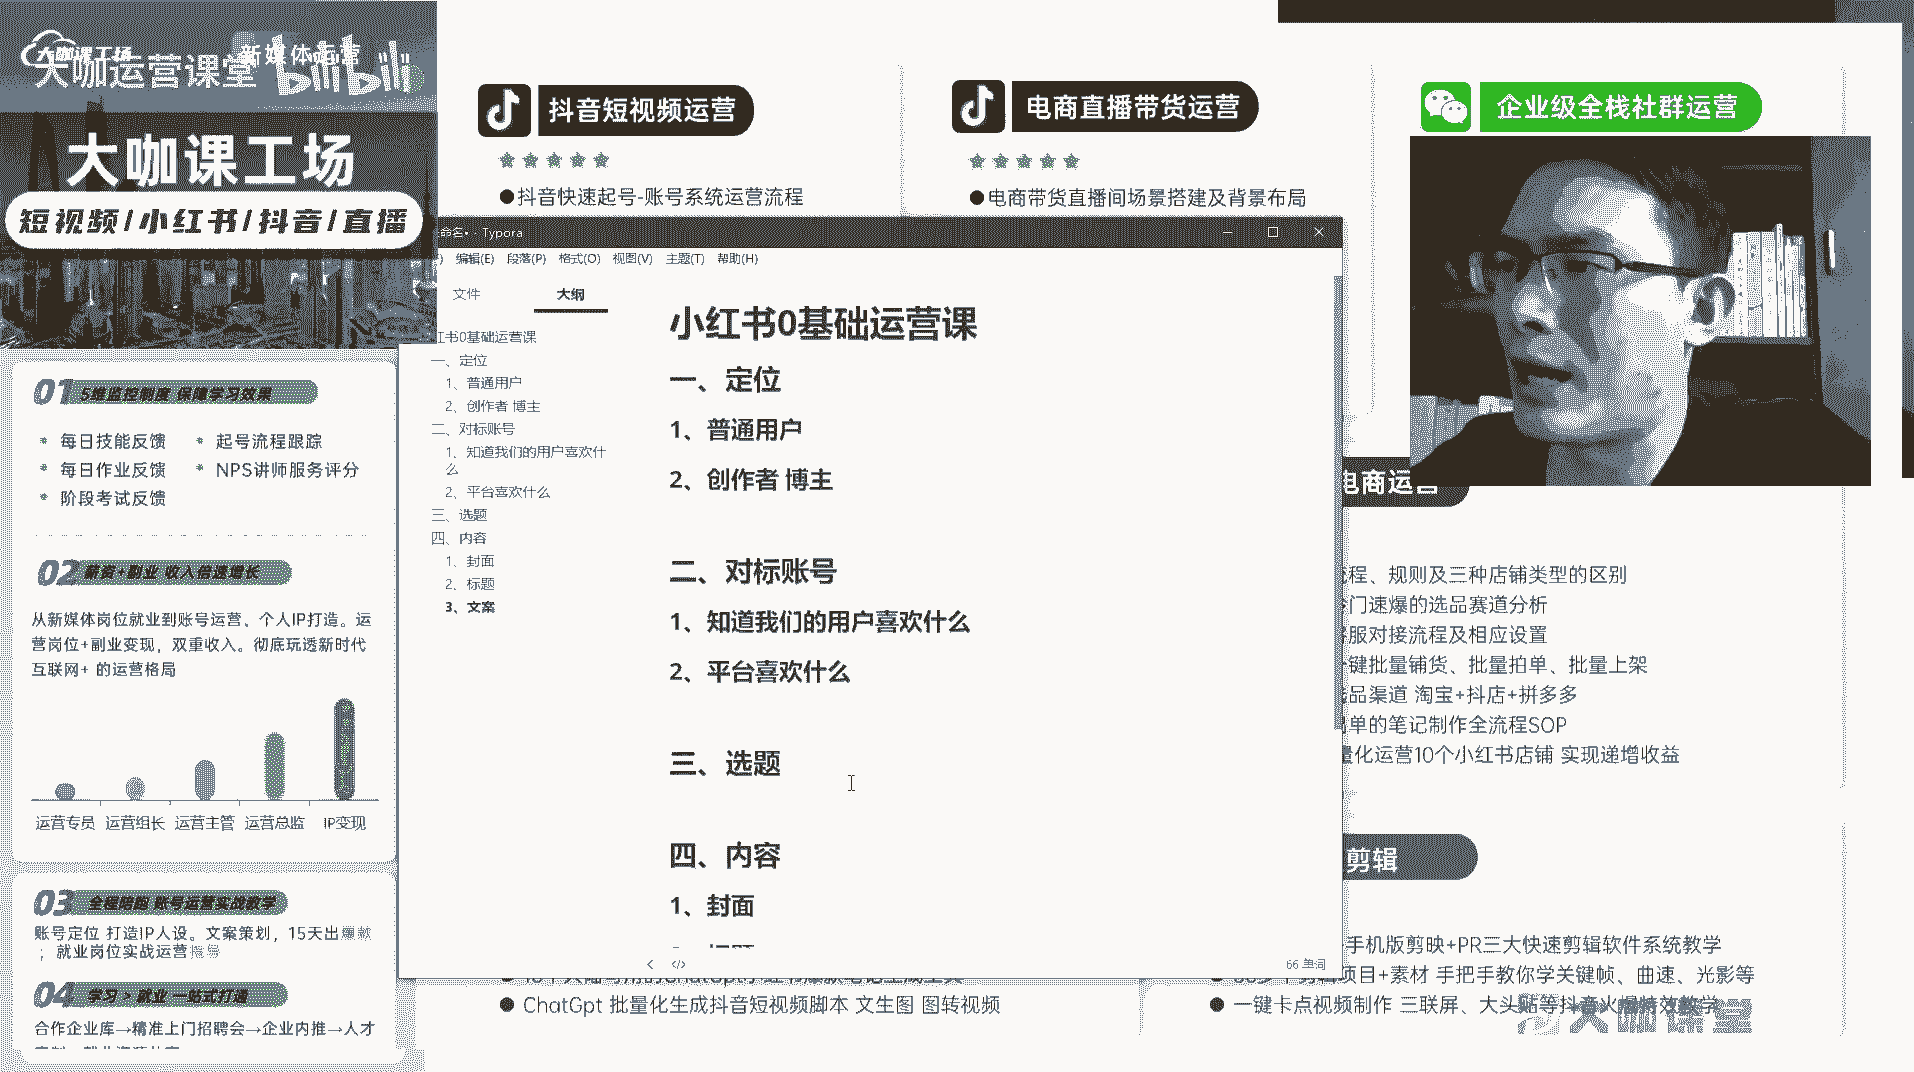 大咖课工场
大咖运营课堂
新媒体运营
bilibili
大咖课工场
短视频/小红书/抖音/直播
01
5维监控制度 保障学习效果
每日技能反馈
起号流程跟踪
每日作业反馈
NPS讲师服务评分
阶段考试反馈
02
薪资+副业 收入倍速增长
从新媒体岗位就业到账号运营、个人IP打造。运
营岗位+副业变现，双重收入。彻底玩透新时代
互联网+ 的运营格局
运营专员 运营组长 运营主管 运营总监 IP变现
03
全程陪跑 账号运营实战教学
账号定位 打造IP人设。文案策划，15天出爆款
；就业岗位实战运营指导
04
学习 > 就业 一站式打造
合作企业库→精准上门招聘会→企业内推→人才
抖音短视频运营
●抖音快速起号-账号系统运营流程
电商直播带货运营
●电商带货直播间场景搭建及背景布局
企业级全栈社群运营
命名• - Typora
编辑(E) 段落(P) 格式(O) 视图(V) 主题(T) 帮助(H)
文件
大纲
红书0基础运营课
一、定位
1、普通用户
2、创作者 博主
二、对标账号
1、知道我们的用户喜欢什
么
2、平台喜欢什么
三、选题
四、内容
1、封面
2、标题
3、文案
小红书0基础运营课
一、定位
1、普通用户
2、创作者 博主
二、对标账号
1、知道我们的用户喜欢什么
2、平台喜欢什么
三、选题
四、内容
1、封面
66 单词
电商运营
程、规则及三种店铺类型的区别
门速爆的选品赛道分析
服对接流程及相应设置
键批量铺货、批量拍单、批量上架
品渠道 淘宝+抖店+拼多多
单的笔记制作全流程SOP
量化运营10个小红书店铺 实现递增收益
剪辑
手机版剪映+PR三大快速剪辑软件系统教学
项目+素材 手把手教你学关键帧、曲速、光影等
● 一键卡点视频制作 三联屏、大头贴等抖音火爆特效教学
● ChatGpt 批量化生成抖音短视频脚本 文生图 图转视频
大咖课堂